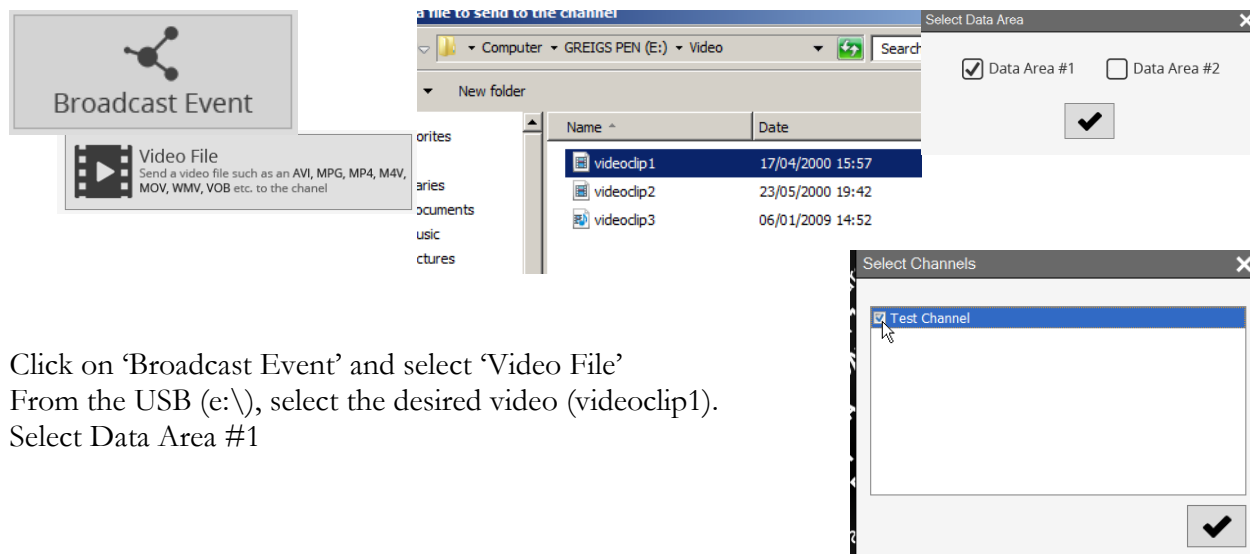 Broadcast Event
Video File
Send a video file such as an AVI, MPG, MP4, M4V,
MOV, WMV, VOB etc. to the chanel
a file to send to the channel
Computer GREIGS PEN (E:) Video
Search
New folder
Name Date
videoclip1 17/04/2000 15:57
videoclip2 23/05/2000 19:42
videoclip3 06/01/2009 14:52
orites
aries
ocuments
usic
ctures
Select Data Area
Data Area #1 Data Area #2
Select Channels
Test Channel
Click on ‘Broadcast Event’ and select ‘Video File’
From the USB (e:\), select the desired video (videoclip1).
Select Data Area #1